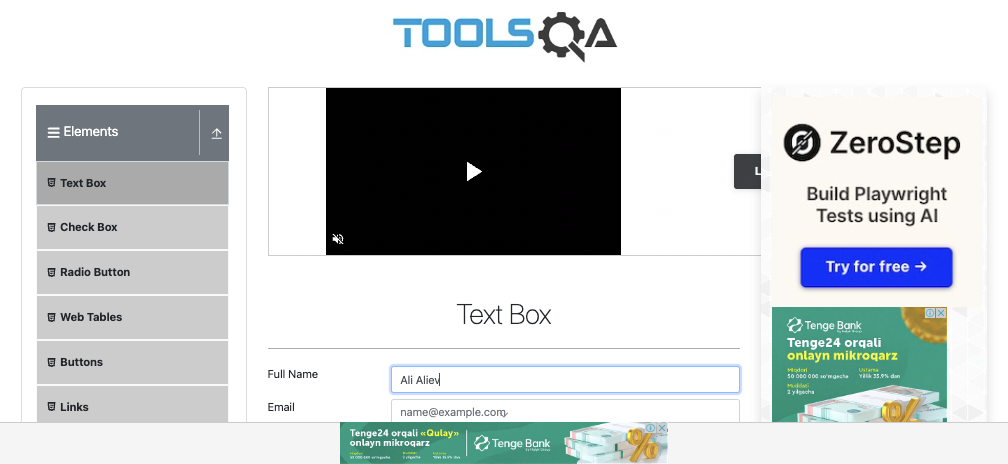 TOOLSQA
Elements
Text Box
Check Box
Radio Button
Web Tables
Buttons
Links
L
Text Box
Full Name
Ali Aliev
Email
name@example.com
ZeroStep
Build Playwright
Tests using AI
Try for free →
Tenge Bank
Tenge24 orqali
onlayn mikroqarz
Miqdori
50 000 000 so'mgacha
Ustama
Yillik 25.9% dan
Muddati
2 yilgacha
Tenge24 orqali «Qulay»
onlayn mikroqarz
Tenge Bank